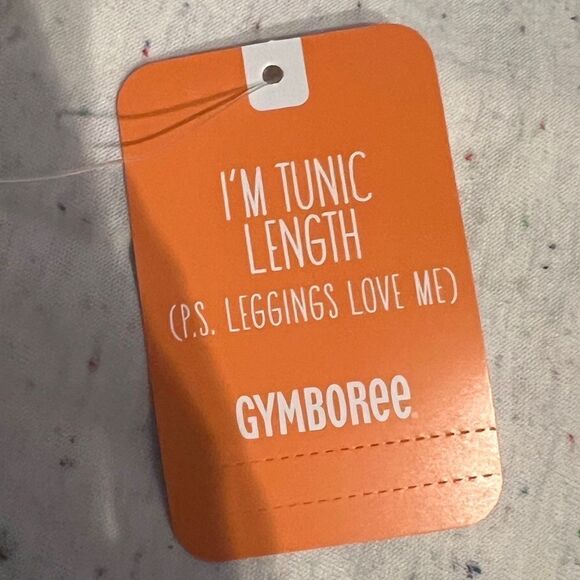 I'M TUNIC
LENGTH
(P.S. LEGGINGS LOVE ME)
GYMBORee